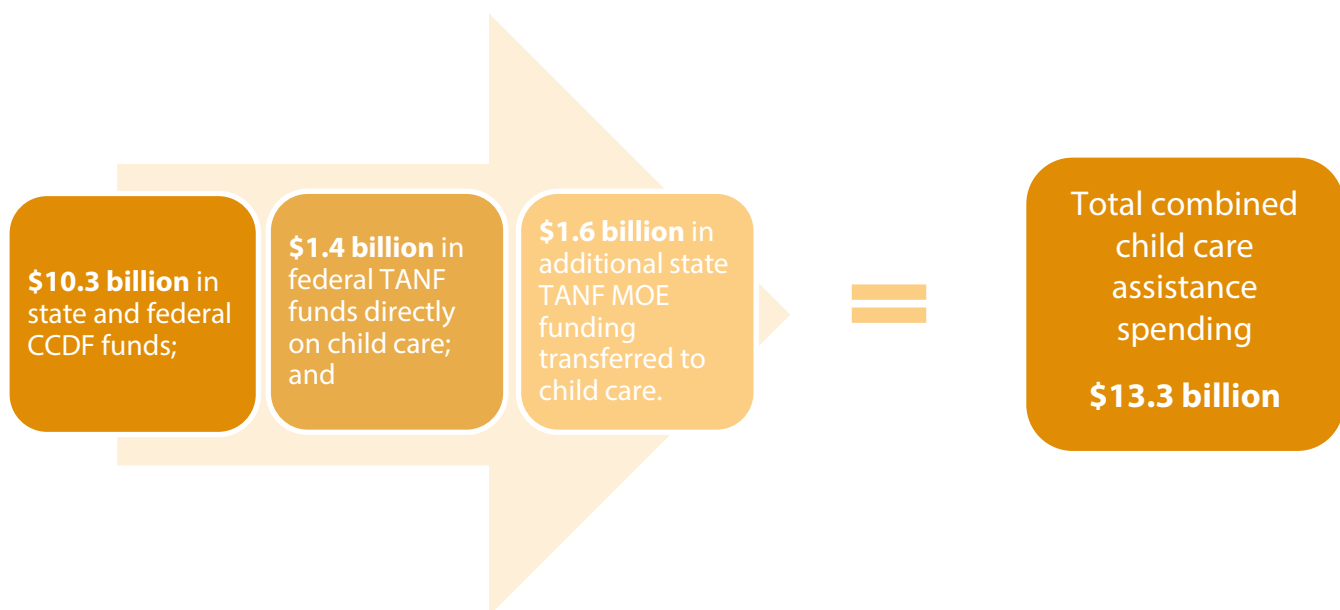 $10.3 billion in
state and federal
CCDF funds;
$1.4 billion in
federal TANF
funds directly
on child care;
and
$1.6 billion in
additional state
TANF MOE
funding
transferred to
child care.
=
Total combined
child care
assistance
spending
$13.3 billion